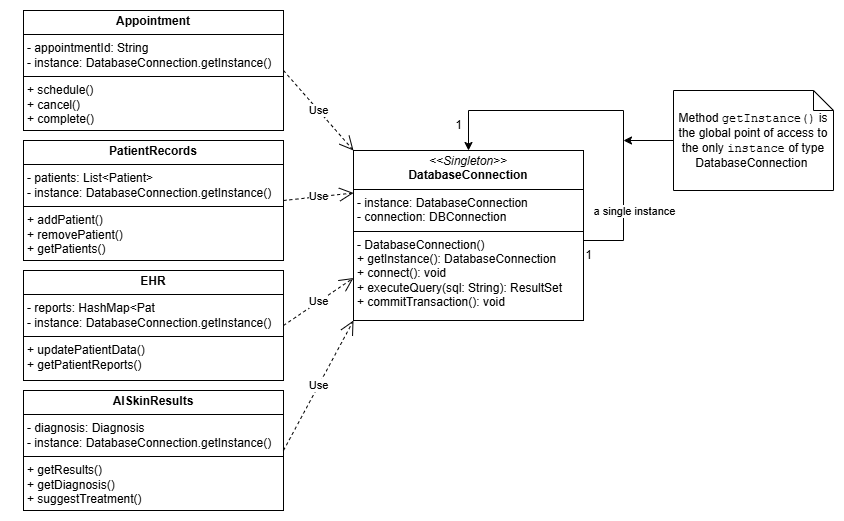 Appointment
- appointmentId: String
- instance: DatabaseConnection.getInstance()
+ schedule()
+ cancel()
+ complete()
Use
PatientRecords
- patients: List<Patient>
- instance: DatabaseConnection.getInstance()
+ addPatient()
+ removePatient()
+ getPatients()
Use
EHR
- reports: HashMap<Pat
- instance: DatabaseConnection.getInstance()
+ updatePatientData()
+ getPatientReports()
Use
AISkinResults
- diagnosis: Diagnosis
- instance: DatabaseConnection.getInstance()
+ getResults()
+ getDiagnosis()
+ suggestTreatment()
Use
<<Singleton>>
DatabaseConnection
- instance: DatabaseConnection
- connection: DBConnection
- DatabaseConnection()
+ getInstance(): DatabaseConnection
+ connect(): void
+ executeQuery(sql: String): ResultSet
+ commitTransaction(): void
1
a single instance
1
Method getInstance() is
the global point of access to
the only instance of type
DatabaseConnection